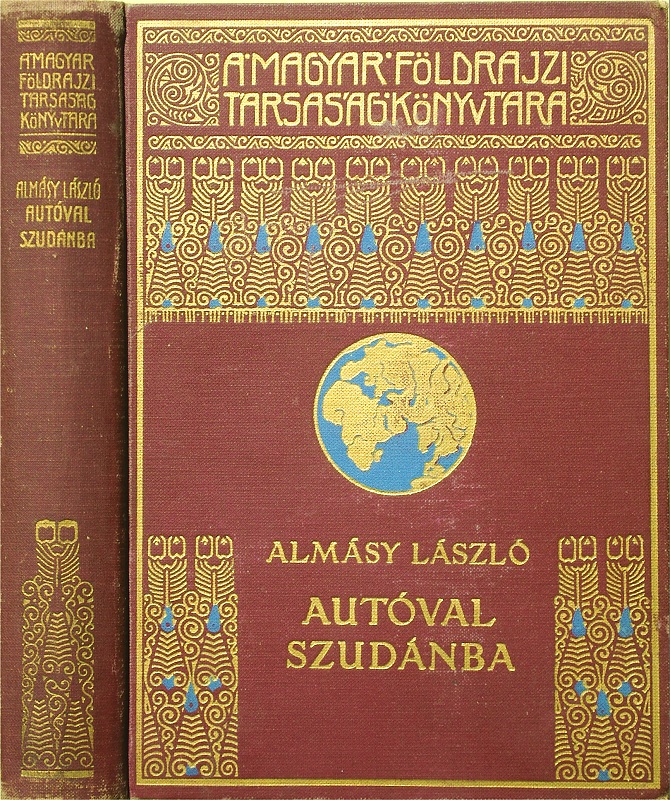 A MAGYAR
FÖLDRAJZI
TÁRSASÁG
KÖNYVTÁRA
ALMÁSY LÁSZLÓ
AUTÓVAL
SZUDÁNBA
A·MAGYAR·FÖLDRAJZI
TÁRSASÁG·KÖNYVTÁRA
ALMÁSY LÁSZLÓ
AUTÓVAL
SZUDÁNBA